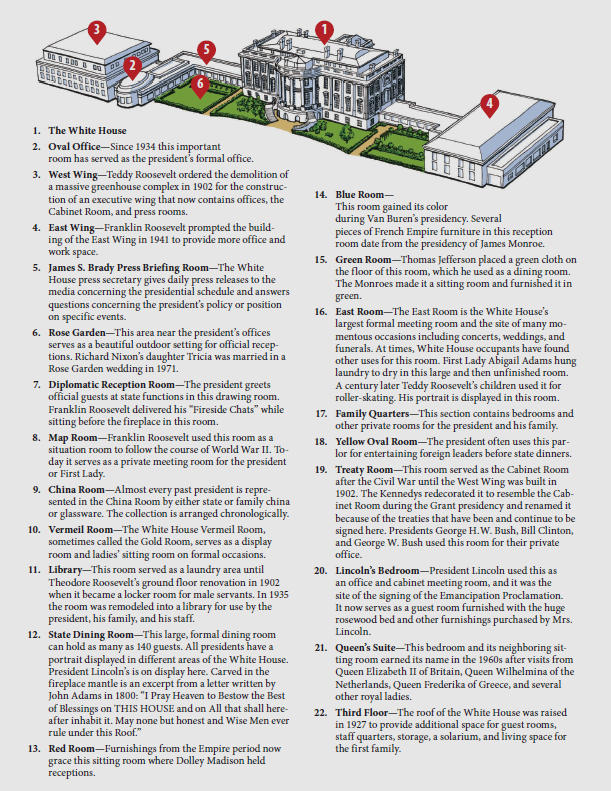 3
2
5
6
1
4
1. The White House
2. Oval Office—Since 1934 this important
room has served as the president's formal office.
3. West Wing—Teddy Roosevelt ordered the demolition of
a massive greenhouse complex in 1902 for the construc-
tion of an executive wing that now contains offices, the
Cabinet Room, and press rooms.
4. East Wing—Franklin Roosevelt prompted the build-
ing of the East Wing in 1941 to provide more office and
work space.
5. James S. Brady Press Briefing Room—The White
House press secretary gives daily press releases to the
media concerning the presidential schedule and answers
questions concerning the president's policy or position
on specific events.
6. Rose Garden—This area near the president's offices
serves as a beautiful outdoor setting for official recep-
tions. Richard Nixon's daughter Tricia was married in a
Rose Garden wedding in 1971.
7. Diplomatic Reception Room—The president greets
official guests at state functions in this drawing room.
Franklin Roosevelt delivered his "Fireside Chats" while
sitting before the fireplace in this room.
8. Map Room—Franklin Roosevelt used this room as a
situation room to follow the course of World War II. To-
day it serves as a private meeting room for the president
or First Lady.
9. China Room—Almost every past president is repre-
sented in the China Room by either state or family china
or glassware. The collection is arranged chronologically.
10. Vermeil Room—The White House Vermeil Room,
sometimes called the Gold Room, serves as a display
room and ladies' sitting room on formal occasions.
11. Library—This room served as a laundry area until
Theodore Roosevelt's ground floor renovation in 1902
when it became a locker room for male servants. In 1935
the room was remodeled into a library for use by the
president, his family, and his staff.
12. State Dining Room—This large, formal dining room
can hold as many as 140 guests. All presidents have a
portrait displayed in different areas of the White House.
President Lincoln's is on display here. Carved in the
fireplace mantle is an excerpt from a letter written by
John Adams in 1800: "I Pray Heaven to Bestow the Best
of Blessings on THIS HOUSE and on All that shall here-
after inhabit it. May none but honest and Wise Men ever
rule under this Roof."
13. Red Room—Furnishings from the Empire period now
grace this sitting room where Dolley Madison held
receptions.
14. Blue Room—
This room gained its color
during Van Buren's presidency. Several
pieces of French Empire furniture in this reception
room date from the presidency of James Monroe.
15. Green Room—Thomas Jefferson placed a green cloth on
the floor of this room, which he used as a dining room.
The Monroes made it a sitting room and furnished it in
green.
16. East Room—The East Room is the White House's
largest formal meeting room and the site of many mo-
mentous occasions including concerts, weddings, and
funerals. At times, White House occupants have found
other uses for this room. First Lady Abigail Adams hung
laundry to dry in this large and then unfinished room.
A century later Teddy Roosevelt's children used it for
roller-skating. His portrait is displayed in this room.
17. Family Quarters—This section contains bedrooms and
other private rooms for the president and his family.
18. Yellow Oval Room—The president often uses this par-
lor for entertaining foreign leaders before state dinners.
19. Treaty Room—This room served as the Cabinet Room
after the Civil War until the West Wing was built in
1902. The Kennedys redecorated it to resemble the Cab-
inet Room during the Grant presidency and renamed it
because of the treaties that have been and continue to be
signed here. Presidents George H.W. Bush, Bill Clinton,
and George W. Bush used this room for their private
office.
20. Lincoln's Bedroom—President Lincoln used this as
an office and cabinet meeting room, and it was the
site of the signing of the Emancipation Proclamation.
It now serves as a guest room furnished with the huge
rosewood bed and other furnishings purchased by Mrs.
Lincoln.
21. Queen's Suite—This bedroom and its neighboring sit-
ting room earned its name in the 1960s after visits from
Queen Elizabeth II of Britain, Queen Wilhelmina of the
Netherlands, Queen Frederika of Greece, and several
other royal ladies.
22. Third Floor—The roof of the White House was raised
in 1927 to provide additional space for guest rooms,
staff quarters, storage, a solarium, and living space for
the first family.